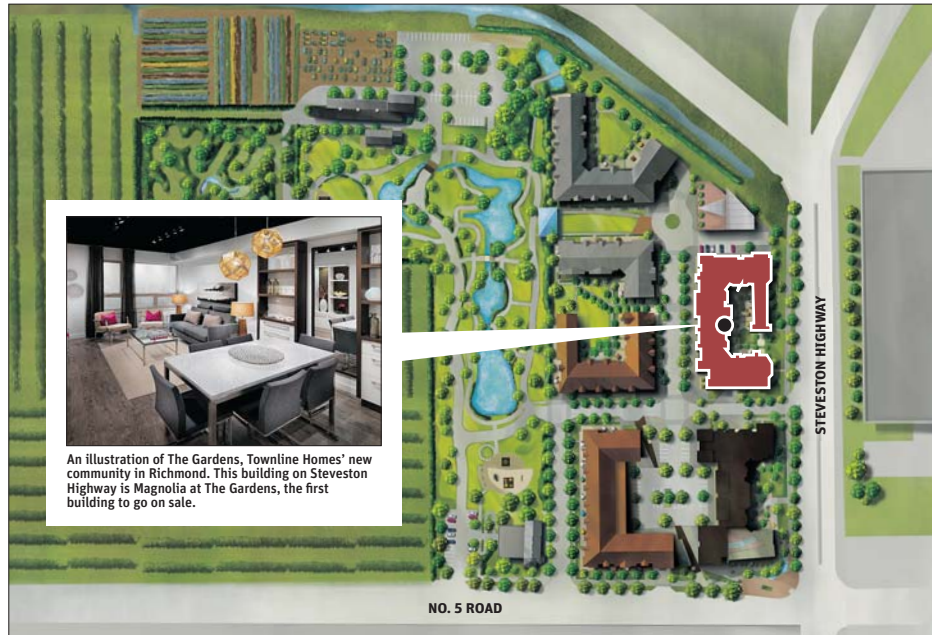 An illustration of The Gardens, Townline Homes’ new
community in Richmond. This building on Steveston
Highway is Magnolia at The Gardens, the first
building to go on sale.
STEVESTON HIGHWAY
NO. 5 ROAD